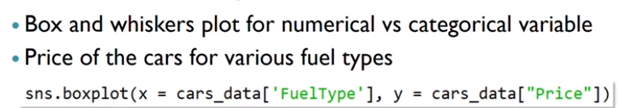 • Box and whiskers plot for numerical vs categorical variable
• Price of the cars for various fuel types
sns.boxplot(x = cars_data['FuelType'], y = cars_data["Price"])